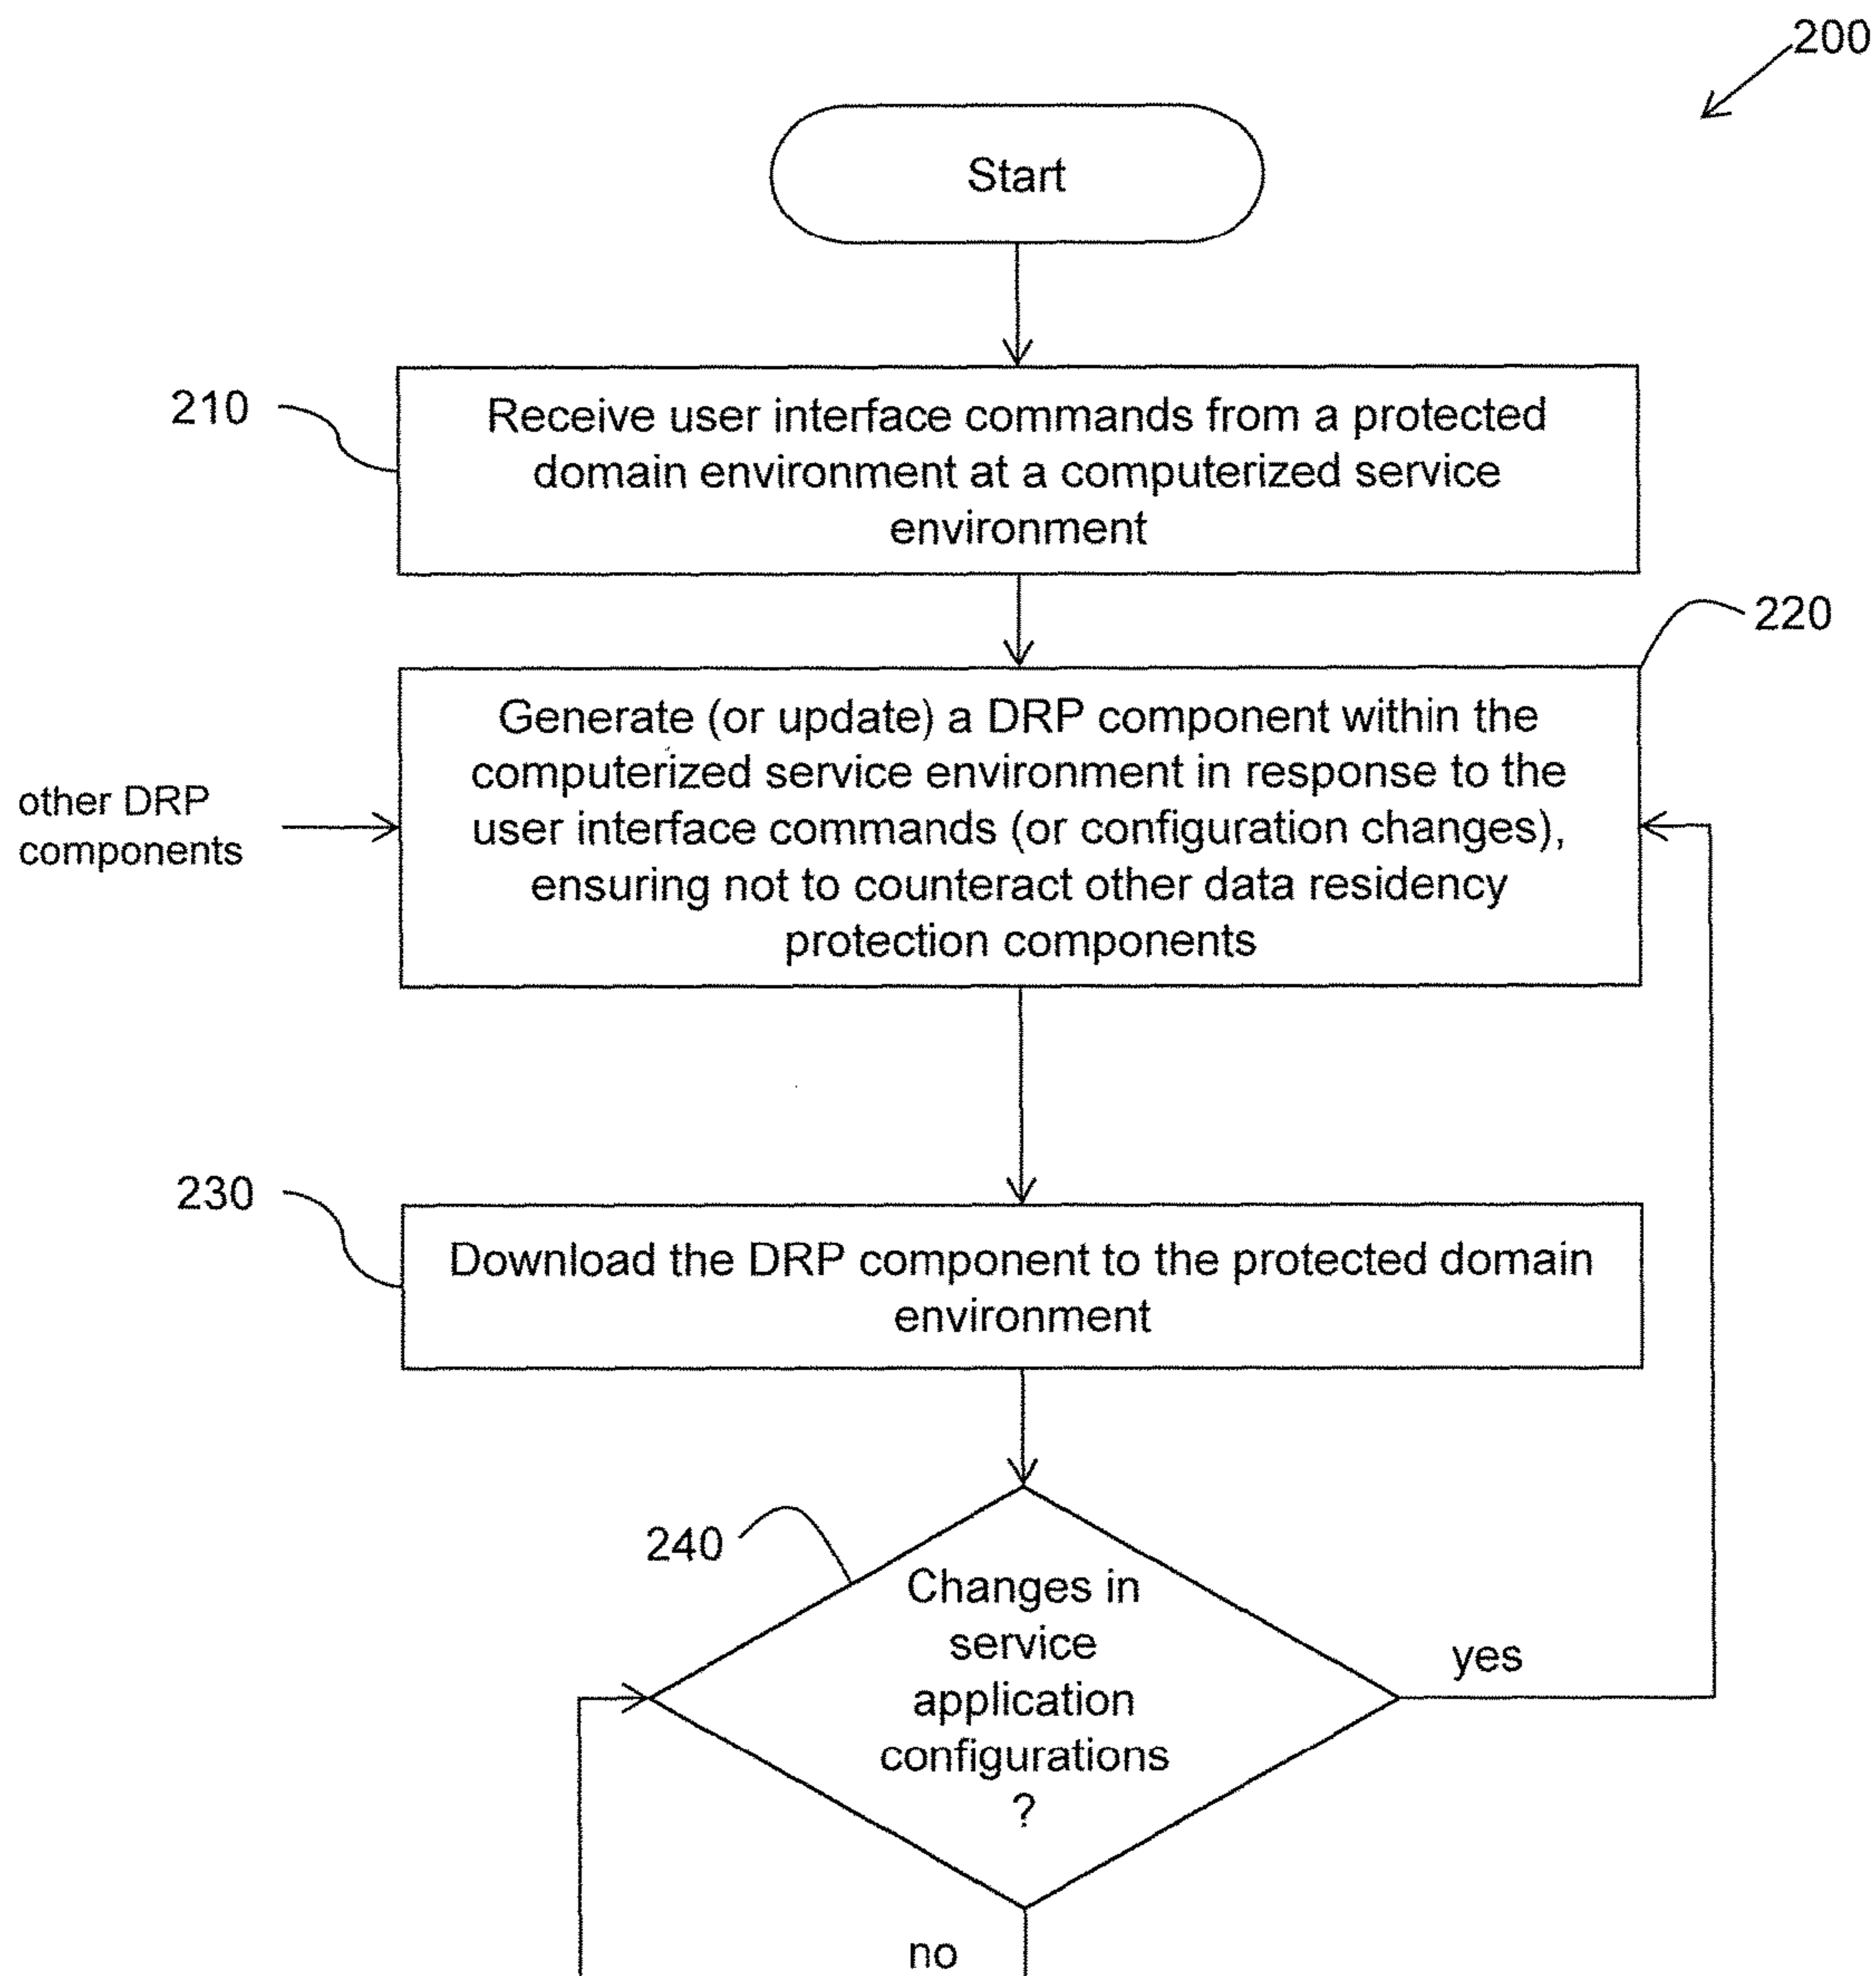 200
Start
210
Receive user interface commands from a protected
domain environment at a computerized service
environment
220
Generate (or update) a DRP component within the
computerized service environment in response to the
user interface commands (or configuration changes),
ensuring not to counteract other data residency
protection components
other DRP
components
230
Download the DRP component to the protected domain
environment
240
Changes in
service
application
configurations
?
yes
no